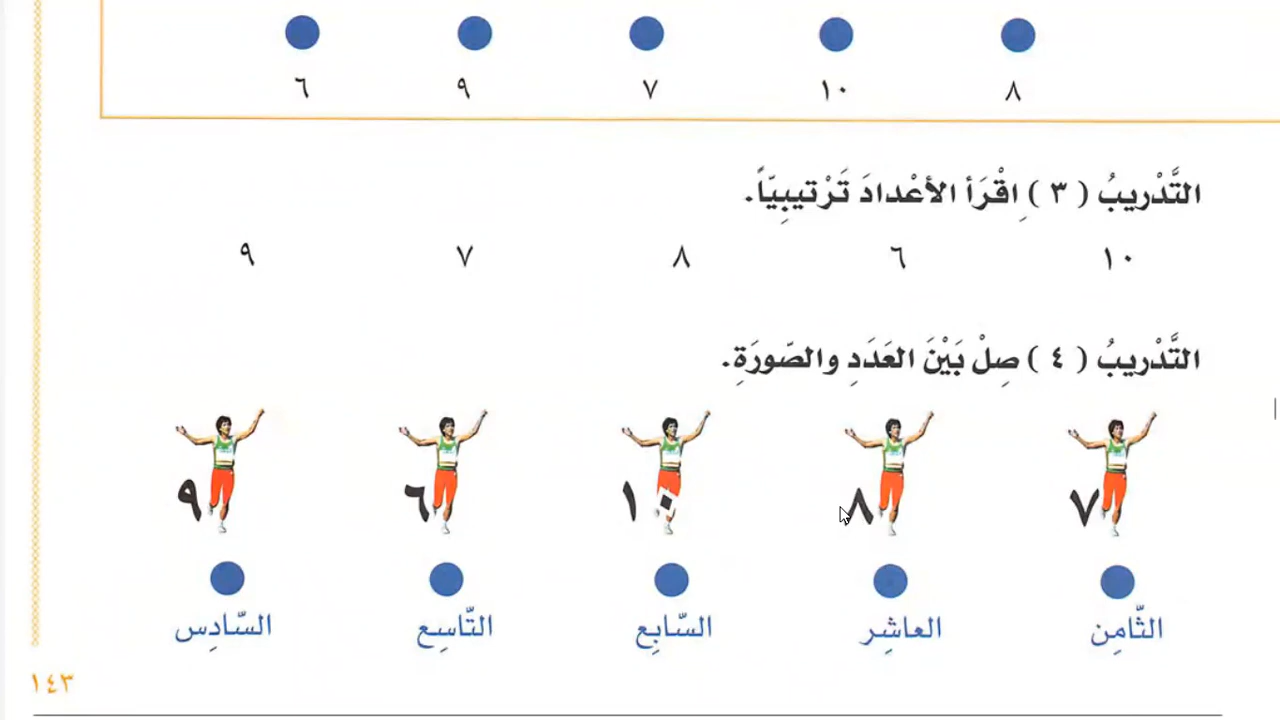 ٨ ١٠ ٧ ٩ ٦
التَّدْريبُ ( ٣ ) اِقْرَأ الأعْدادَ تَرْتيبِيّاً.
١٠ ٦ ٨ ٧ ٩
التَّدْريبُ ( ٤ ) صِلْ بَيْنَ العَدَدِ والصّورَةِ.
٧ ٨ ١٠ ٦ ٩
الثّامِن العاشِر السّابِع التّاسِع السّادِس
١٤٣